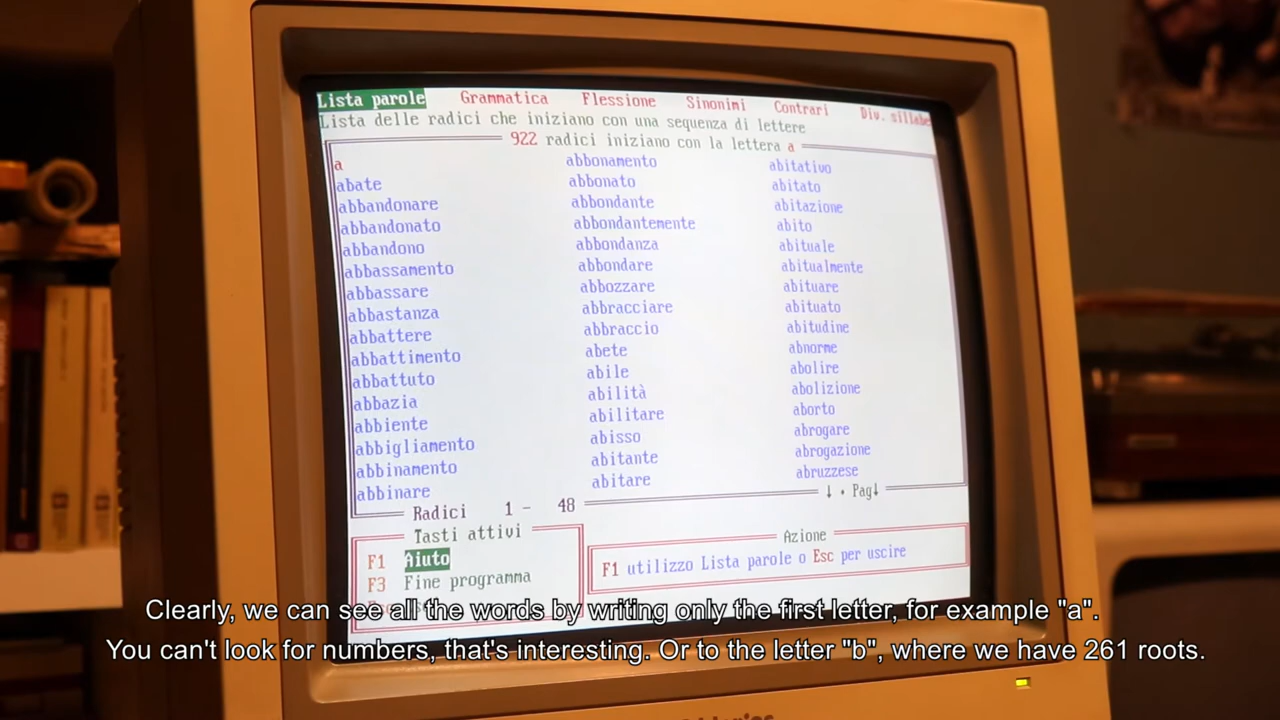 Lista parole Grammatica Flessione Sinonimi Contrari Div. sillabe
Lista delle radici che iniziano con una sequenza di lettere
922 radici iniziano con la lettera a
a abbonamento abitativo
abate abbonato abitato
abbandonare abbondante abitazione
abbandonato abbondantemente abito
abbandono abbondanza abituale
abbassamento abbondare abitualmente
abbassare abbozzare abituare
abbastanza abbracciare abituato
abbattere abbraccio abitudine
abbattimento abete abnorme
abbattuto abile abolire
abbazia abilità abolizione
abbiente abilitare aborto
abbigliamento abisso abrogare
abbinamento abitante abrogazione
abbinare abitare abruzzese
Radici 1 - 48 ↓ • Pag↓
Tasti attivi
F1 Aiuto
F3 Fine programma
Azione
F1 utilizzo Lista parole o Esc per uscire
Clearly, we can see all the words by writing only the first letter, for example "a".
You can't look for numbers, that's interesting. Or to the letter "b", where we have 261 roots.